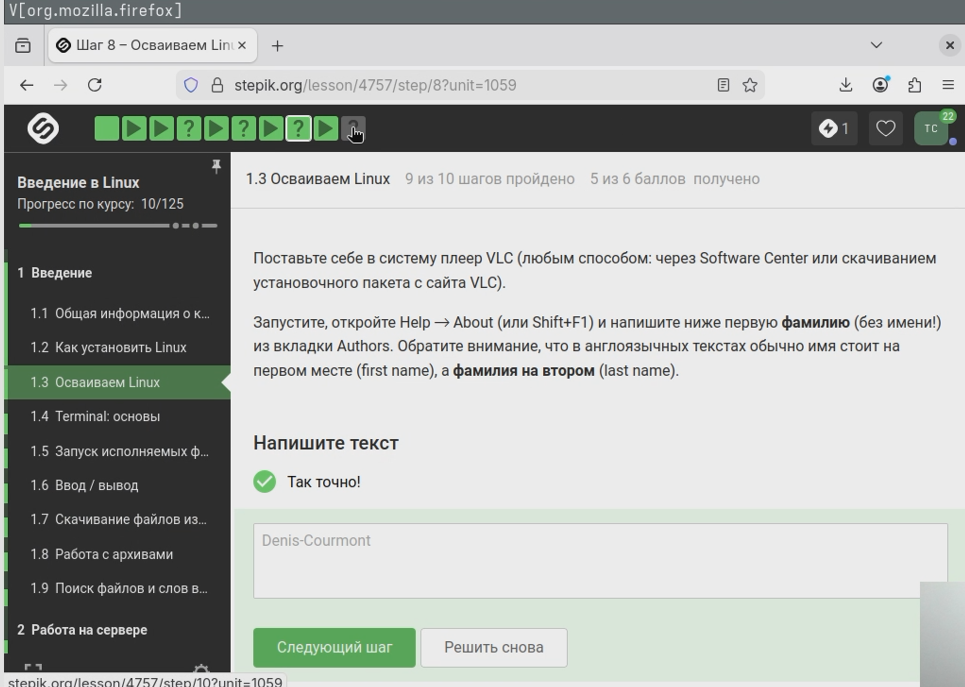 V[org.mozilla.firefox]
Шаг 8 – Осваиваем Lin
stepik.org/lesson/4757/step/8?unit=1059
1
TC
22
Введение в Linux
Прогресс по курсу: 10/125
1.3 Осваиваем Linux 9 из 10 шагов пройдено 5 из 6 баллов получено
1 Введение
1.1 Общая информация о к...
1.2 Как установить Linux
1.3 Осваиваем Linux
1.4 Terminal: основы
1.5 Запуск исполняемых ф...
1.6 Ввод / вывод
1.7 Скачивание файлов из...
1.8 Работа с архивами
1.9 Поиск файлов и слов в...
2 Работа на сервере
Поставьте себе в систему плеер VLC (любым способом: через Software Center или скачиванием
установочного пакета с сайта VLC).
Запустите, откройте Help → About (или Shift+F1) и напишите ниже первую фамилию (без имени!)
из вкладки Authors. Обратите внимание, что в англоязычных текстах обычно имя стоит на
первом месте (first name), а фамилия на втором (last name).
Напишите текст
Так точно!
Denis-Courmont
Следующий шаг
Решить снова
stepik.org/lesson/4757/step/10?unit=1059